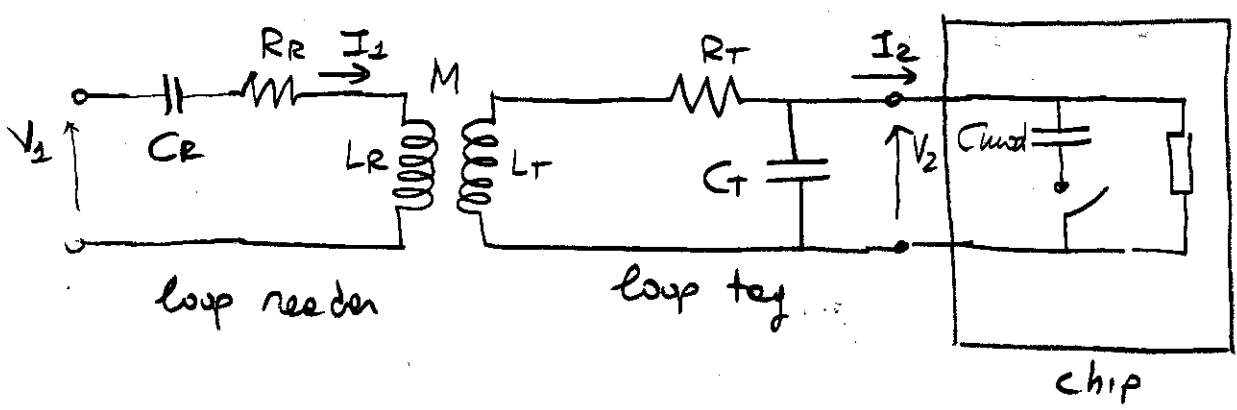 RR I1
M
RT
I2
V1
CR
LR
LT
CT
V2
Cmod
loop reader
loop tag
chip